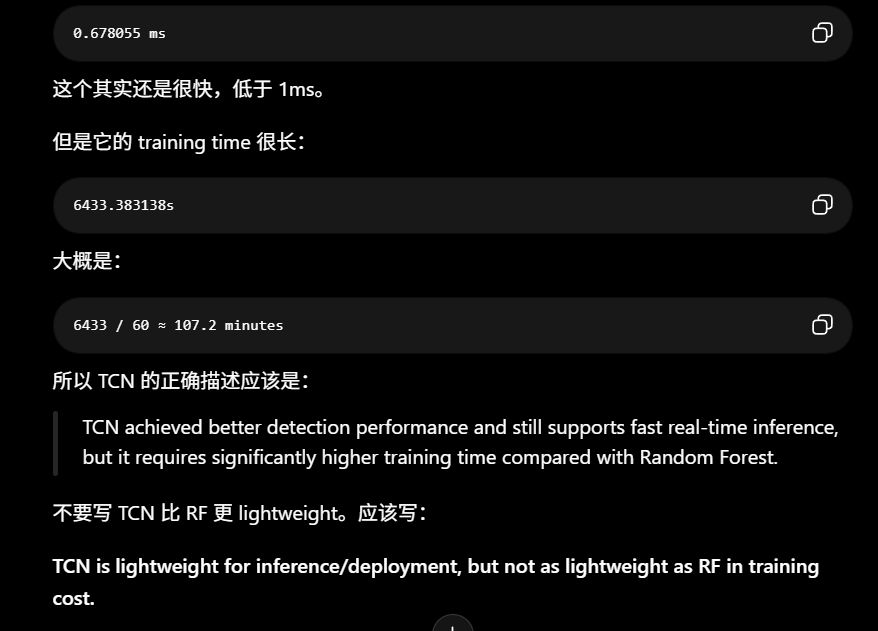 0.678055 ms
这个其实还是很快，低于 1ms。
但是它的 training time 很长：
6433.383138s
大概是：
6433 / 60 ≈ 107.2 minutes
所以 TCN 的正确描述应该是：
TCN achieved better detection performance and still supports fast real-time inference,
but it requires significantly higher training time compared with Random Forest.
不要写 TCN 比 RF 更 lightweight。应该写：
TCN is lightweight for inference/deployment, but not as lightweight as RF in training
cost.